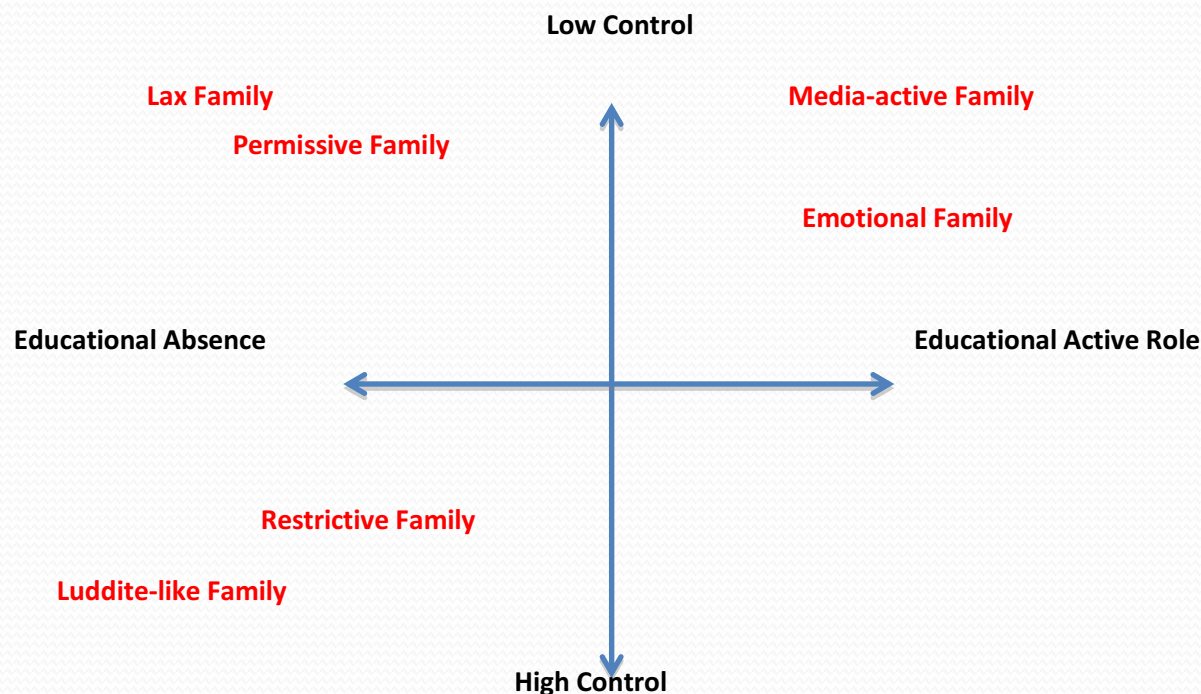 Low Control
Lax Family
Media-active Family
Permissive Family
Emotional Family
Educational Absence
Educational Active Role
Restrictive Family
Luddite-like Family
High Control